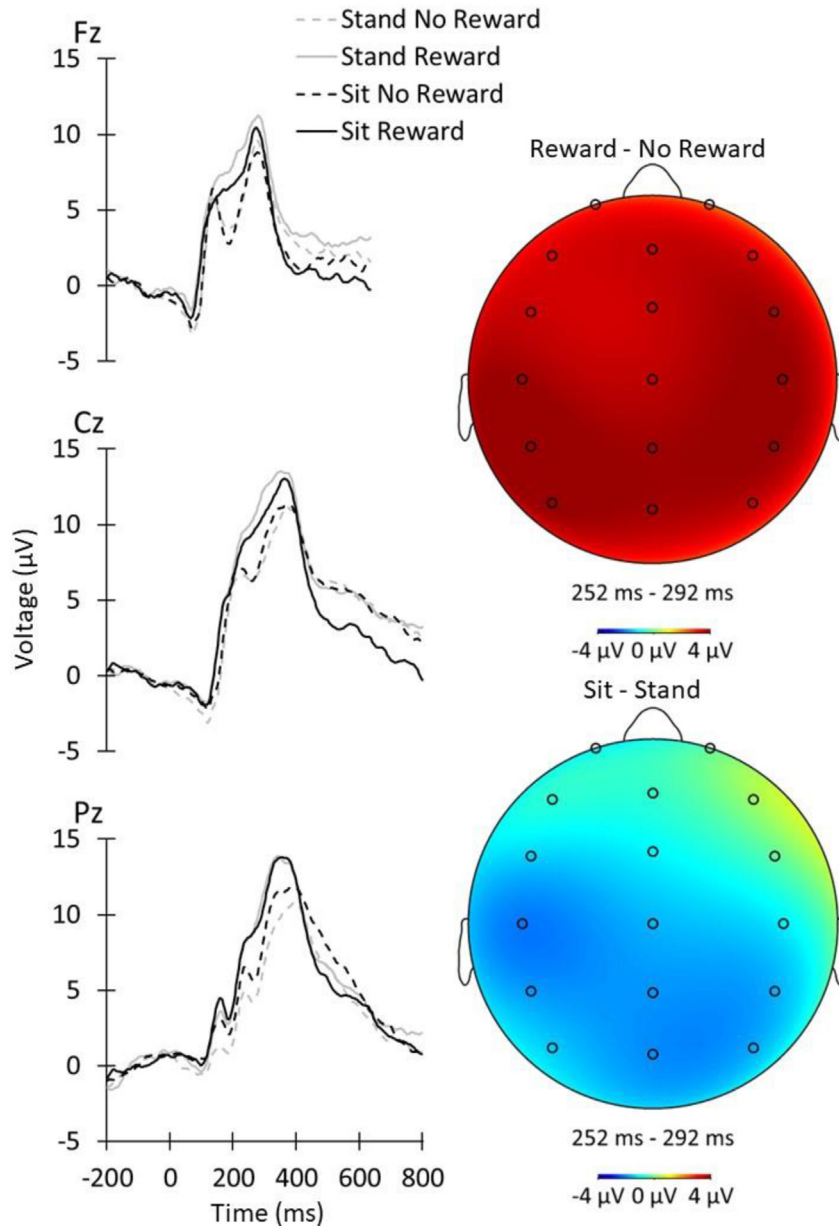 Fz
Stand No Reward
Stand Reward
Sit No Reward
Sit Reward
15
10
5
0
-5
Cz
15
10
5
0
-5
Voltage (µV)
Pz
15
10
5
0
-5
-200 0 200 400 600 800
Time (ms)
Reward - No Reward
252 ms - 292 ms
-4 µV 0 µV 4 µV
Sit - Stand
252 ms - 292 ms
-4 µV 0 µV 4 µV